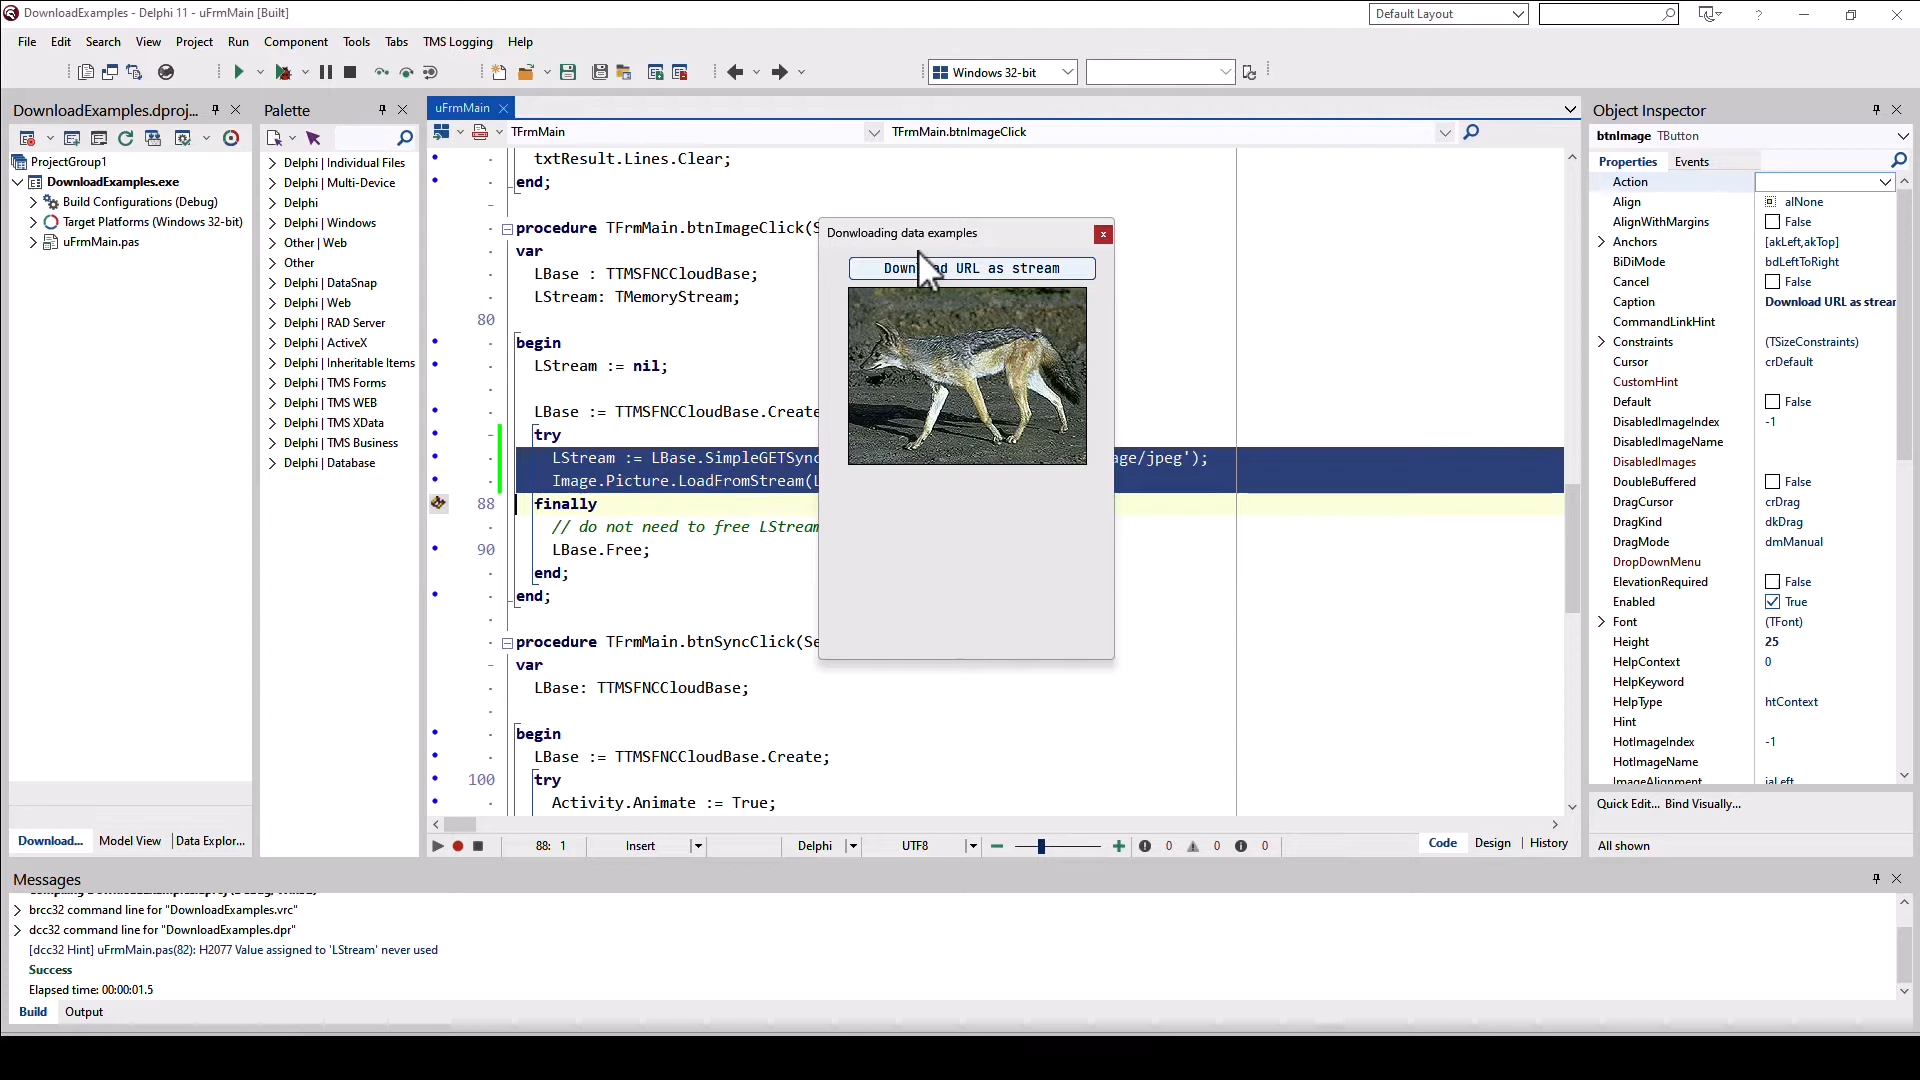 DownloadExamples - Delphi 11 - uFrmMain [Built]
Default Layout
File Edit Search View Project Run Component Tools Tabs TMS Logging Help
Windows 32-bit
DownloadExamples.dproj...
ProjectGroup1
DownloadExamples.exe
Build Configurations (Debug)
Target Platforms (Windows 32-bit)
uFrmMain.pas
Download... Model View Data Explor...
Palette
Delphi | Individual Files
Delphi | Multi-Device
Delphi
Delphi | Windows
Other | Web
Other
Delphi | DataSnap
Delphi | Web
Delphi | RAD Server
Delphi | ActiveX
Delphi | Inheritable Items
Delphi | TMS Forms
Delphi | TMS WEB
Delphi | TMS XData
Delphi | TMS Business
Delphi | Database
uFrmMain
TFrmMain TFrmMain.btnImageClick
txtResult.Lines.Clear;
end;
procedure TFrmMain.btnImageClick(S
var
LBase : TTMSFNCCloudBase;
LStream: TMemoryStream;
80
begin
LStream := nil;
LBase := TTMSFNCCloudBase.Create
try
LStream := LBase.SimpleGETSync age/jpeg');
Image.Picture.LoadFromStream(L
88 finally
// do not need to free LStream
90 LBase.Free;
end;
end;
procedure TFrmMain.btnSyncClick(Se
var
LBase: TTMSFNCCloudBase;
begin
LBase := TTMSFNCCloudBase.Create;
100 try
Activity.Animate := True;
Donwloading data examples
x
URL as stream
88: 1 Insert Delphi UTF8 0 0 0 Code Design History
Object Inspector
btnImage TButton
Properties Events
Action
Align alNone
AlignWithMargins False
Anchors [akLeft,akTop]
BiDiMode bdLeftToRight
Cancel False
Caption Download URL as strear
CommandLinkHint
Constraints (TSizeConstraints)
Cursor crDefault
CustomHint
Default False
DisabledImageIndex -1
DisabledImageName
DisabledImages
DoubleBuffered False
DragCursor crDrag
DragKind dkDrag
DragMode dmManual
DropDownMenu
ElevationRequired False
Enabled True
Font (TFont)
Height 25
HelpContext 0
HelpKeyword
HelpType htContext
Hint
HotImageIndex -1
HotImageName
ImageAlignment iaLeft
Quick Edit... Bind Visually...
All shown
Messages
brcc32 command line for "DownloadExamples.vrc"
dcc32 command line for "DownloadExamples.dpr"
[dcc32 Hint] uFrmMain.pas(82): H2077 Value assigned to 'LStream' never used
Success
Elapsed time: 00:00:01.5
Build Output